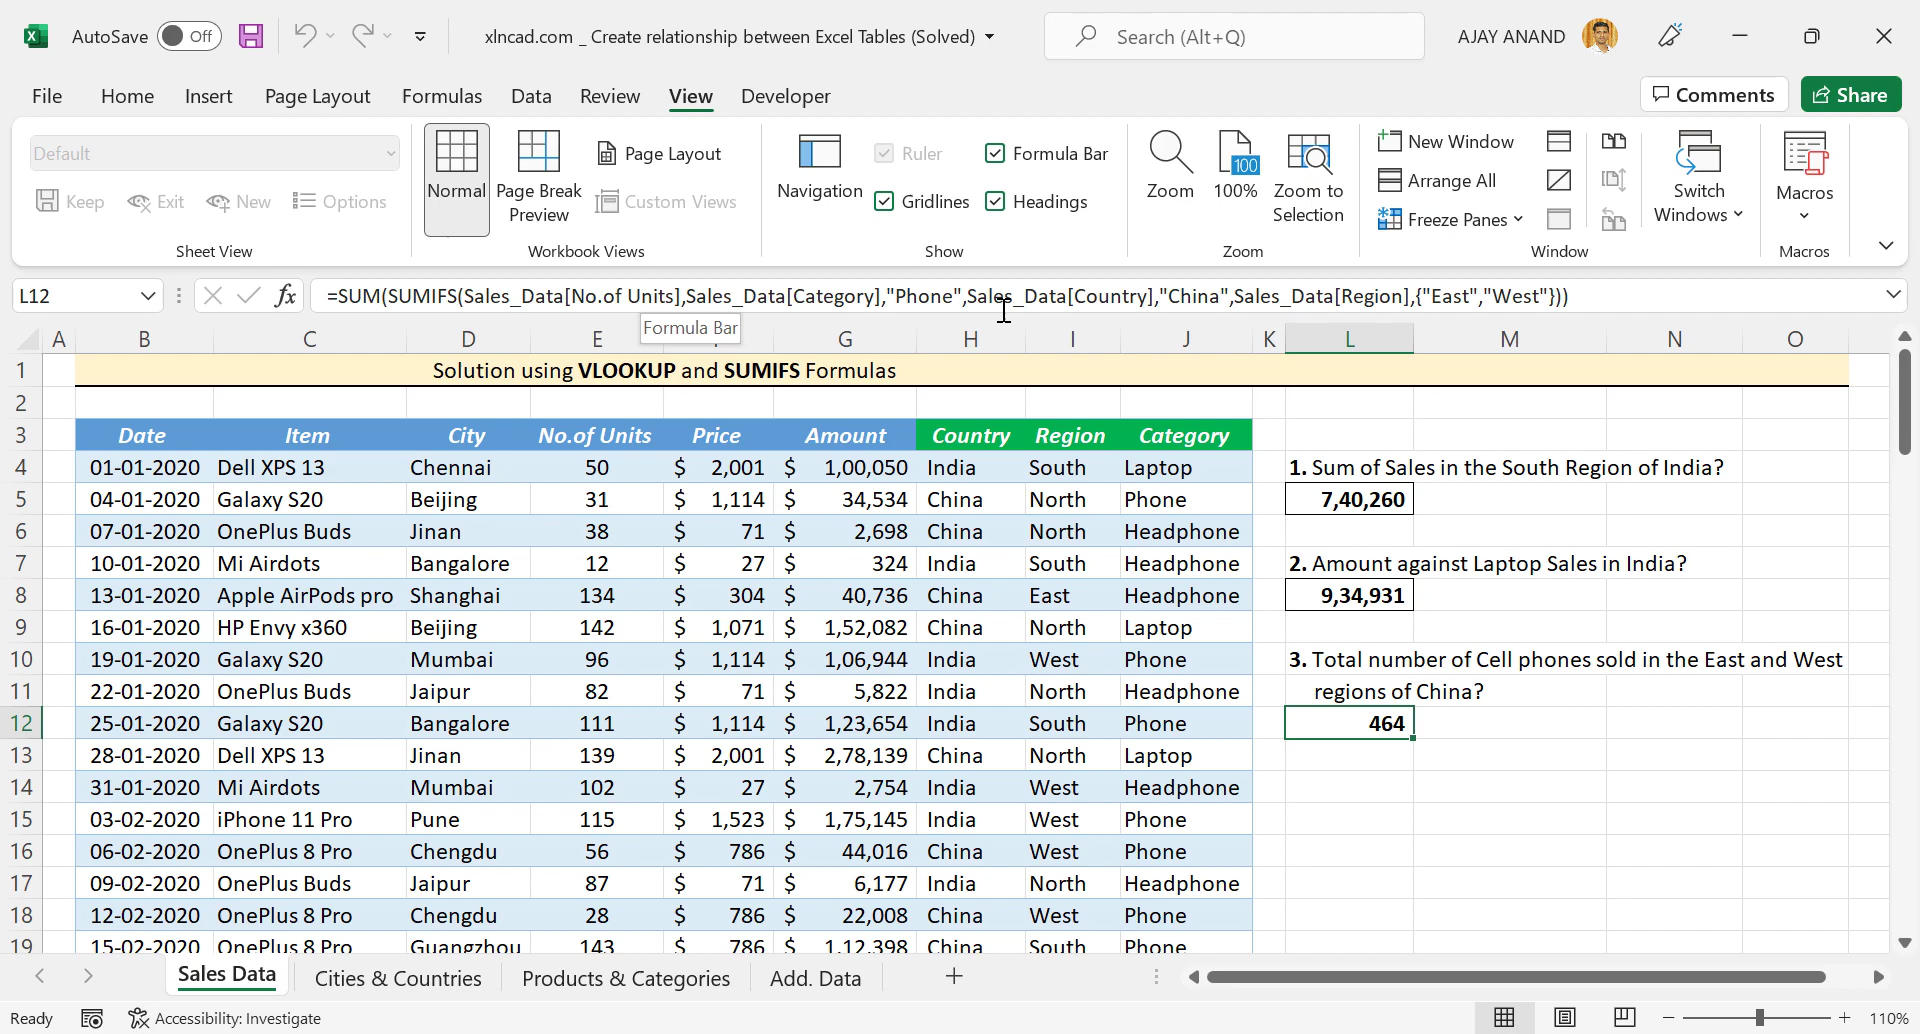 AutoSave Off xlncad.com _ Create relationship between Excel Tables (Solved) Search (Alt+Q) AJAY ANAND
File Home Insert Page Layout Formulas Data Review View Developer Comments Share
Default
Keep Exit New Options
Sheet View
Normal Page Break Preview Page Layout Custom Views
Workbook Views
Navigation Ruler Formula Bar
Gridlines Headings
Show
Zoom 100 100% Zoom to Selection
Zoom
New Window
Arrange All
Freeze Panes
Switch Windows
Window
Macros
Macros
L12 fx =SUM(SUMIFS(Sales_Data[No.of Units],Sales_Data[Category],"Phone",Sales_Data[Country],"China",Sales_Data[Region],{"East","West"}))
Formula Bar
A B C D E G H I J K L M N O
1 Solution using VLOOKUP and SUMIFS Formulas
2
3 Date Item City No.of Units Price Amount Country Region Category
4 01-01-2020 Dell XPS 13 Chennai 50 $ 2,001 $ 1,00,050 India South Laptop 1. Sum of Sales in the South Region of India?
5 04-01-2020 Galaxy S20 Beijing 31 $ 1,114 $ 34,534 China North Phone 7,40,260
6 07-01-2020 OnePlus Buds Jinan 38 $ 71 $ 2,698 China North Headphone
7 10-01-2020 Mi Airdots Bangalore 12 $ 27 $ 324 India South Headphone 2. Amount against Laptop Sales in India?
8 13-01-2020 Apple AirPods pro Shanghai 134 $ 304 $ 40,736 China East Headphone 9,34,931
9 16-01-2020 HP Envy x360 Beijing 142 $ 1,071 $ 1,52,082 China North Laptop
10 19-01-2020 Galaxy S20 Mumbai 96 $ 1,114 $ 1,06,944 India West Phone 3. Total number of Cell phones sold in the East and West
11 22-01-2020 OnePlus Buds Jaipur 82 $ 71 $ 5,822 India North Headphone regions of China?
12 25-01-2020 Galaxy S20 Bangalore 111 $ 1,114 $ 1,23,654 India South Phone 464
13 28-01-2020 Dell XPS 13 Jinan 139 $ 2,001 $ 2,78,139 China North Laptop
14 31-01-2020 Mi Airdots Mumbai 102 $ 27 $ 2,754 India West Headphone
15 03-02-2020 iPhone 11 Pro Pune 115 $ 1,523 $ 1,75,145 India West Phone
16 06-02-2020 OnePlus 8 Pro Chengdu 56 $ 786 $ 44,016 China West Phone
17 09-02-2020 OnePlus Buds Jaipur 87 $ 71 $ 6,177 India North Headphone
18 12-02-2020 OnePlus 8 Pro Chengdu 28 $ 786 $ 22,008 China West Phone
19 15-02-2020 OnePlus 8 Pro Guangzhou 143 $ 786 $ 1,12,398 China South Phone
Sales Data Cities & Countries Products & Categories Add. Data
Ready Accessibility: Investigate 110%